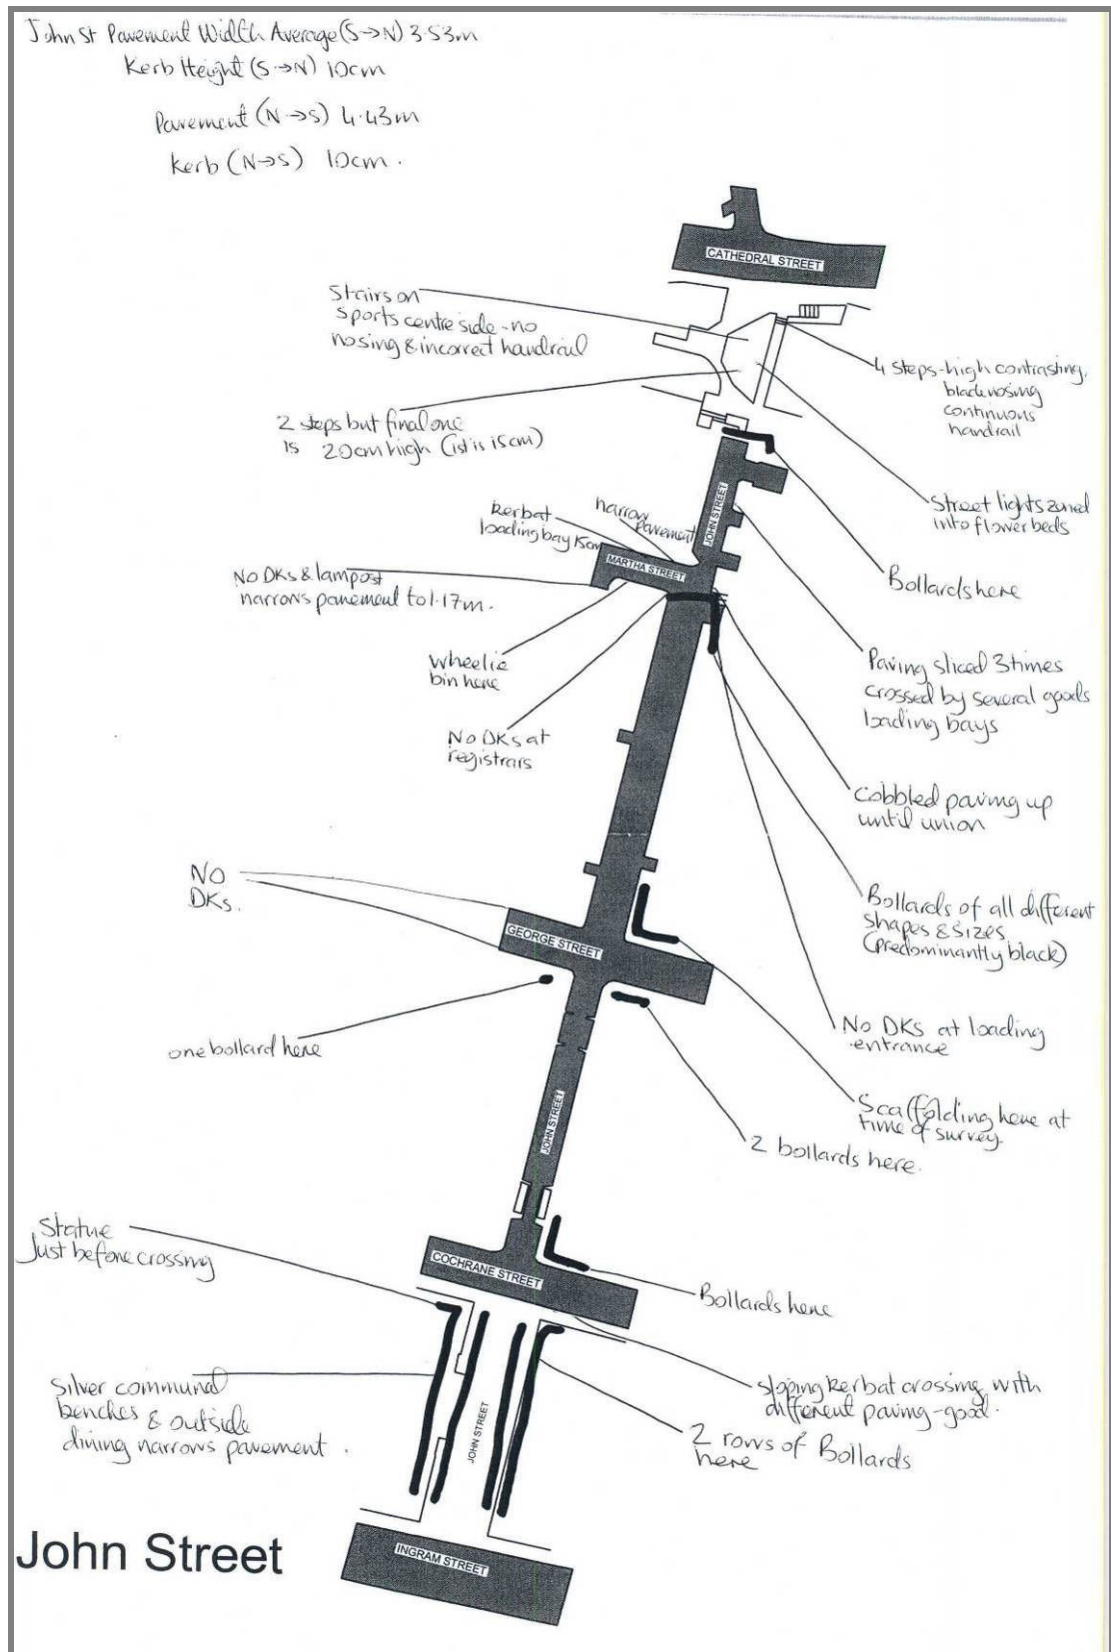 John St Pavement Width Average (S→N) 3.53m
Kerb Height (S→N) 10cm
Pavement (N→S) 4.43m
Kerb (N→S) 10cm.
CATHEDRAL STREET
Stairs on
sports centre side - no
nosing & incorrect handrail
4 steps - high contrasting,
black nosing
continuous
handrail
2 steps but final one
is 20cm high (1st is 15cm)
Street lights zoned
into flower beds
JOHN STREET
Kerb at
loading bay 15cm
narrow
pavement
MARTHA STREET
Bollards here
No DKs & lampost
narrows pavement to 1.17m.
Wheelie
bin here
Paving sliced 3 times
crossed by several goods
loading bays
No DKs at
registrars
Cobbled paving up
until union
No
DKs.
Bollards of all different
shapes & sizes
(predominantly black)
GEORGE STREET
No DKs at loading
entrance
one bollard here
Scaffolding here at
time of survey.
2 bollards here.
JOHN STREET
Statue
Just before crossing
COCHRANE STREET
Bollards here
Silver communal
benches & outside
dining narrows pavement.
JOHN STREET
sloping kerb at crossing with
different paving - good.
2 rows of Bollards
here
John Street
INGRAM STREET